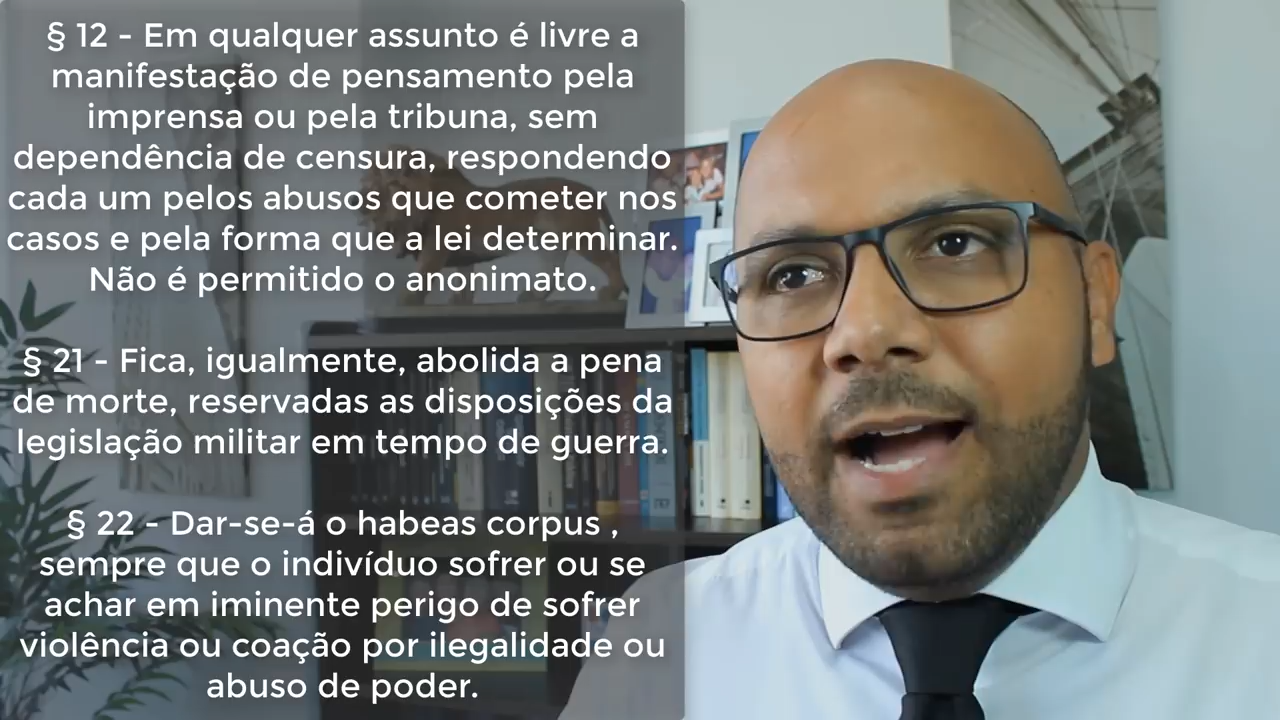 § 12 - Em qualquer assunto é livre a
manifestação de pensamento pela
imprensa ou pela tribuna, sem
dependência de censura, respondendo
cada um pelos abusos que cometer nos
casos e pela forma que a lei determinar.
Não é permitido o anonimato.
§ 21 - Fica, igualmente, abolida a pena
de morte, reservadas as disposições da
legislação militar em tempo de guerra.
§ 22 - Dar-se-á o habeas corpus ,
sempre que o indivíduo sofrer ou se
achar em iminente perigo de sofrer
violência ou coação por ilegalidade ou
abuso de poder.